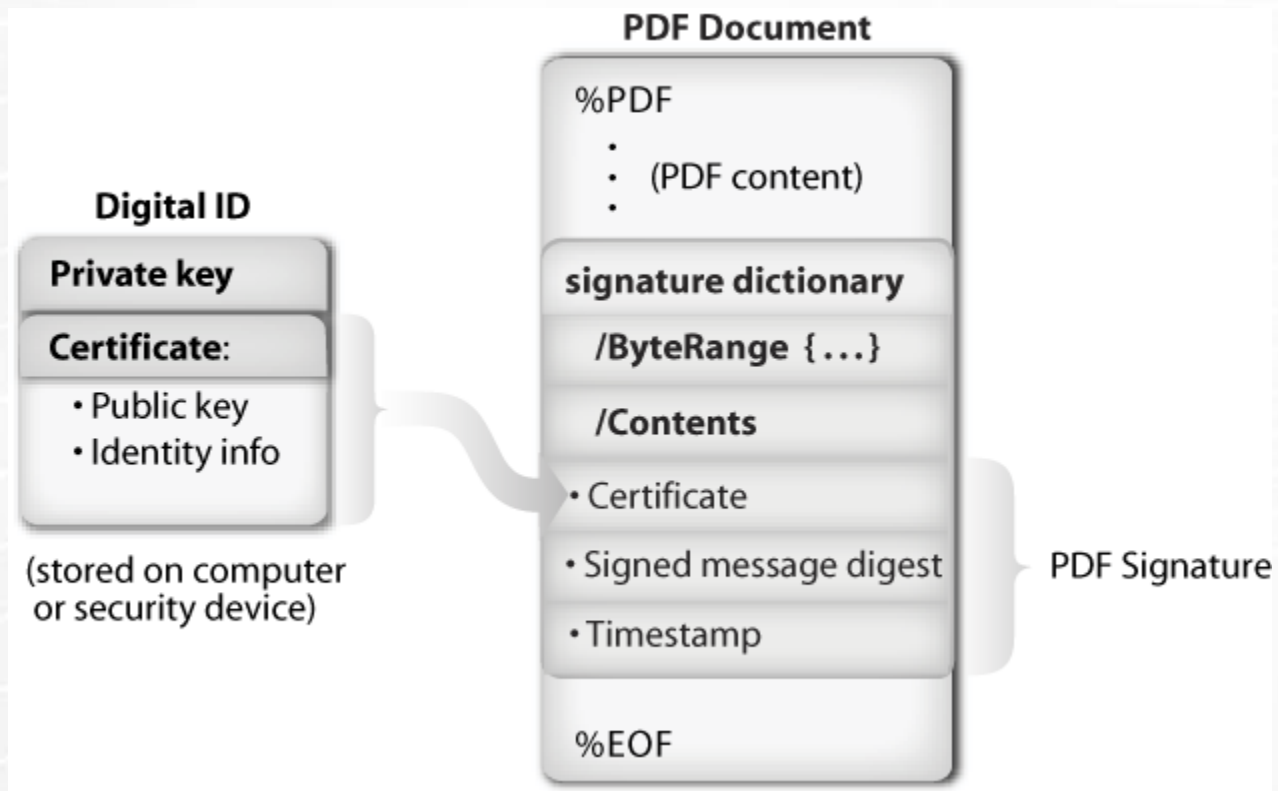 Digital ID
Private key
Certificate:
• Public key
• Identity info
(stored on computer
or security device)
PDF Document
%PDF
(PDF content)
signature dictionary
/ByteRange {...}
/Contents
• Certificate
• Signed message digest
• Timestamp
%EOF
PDF Signature